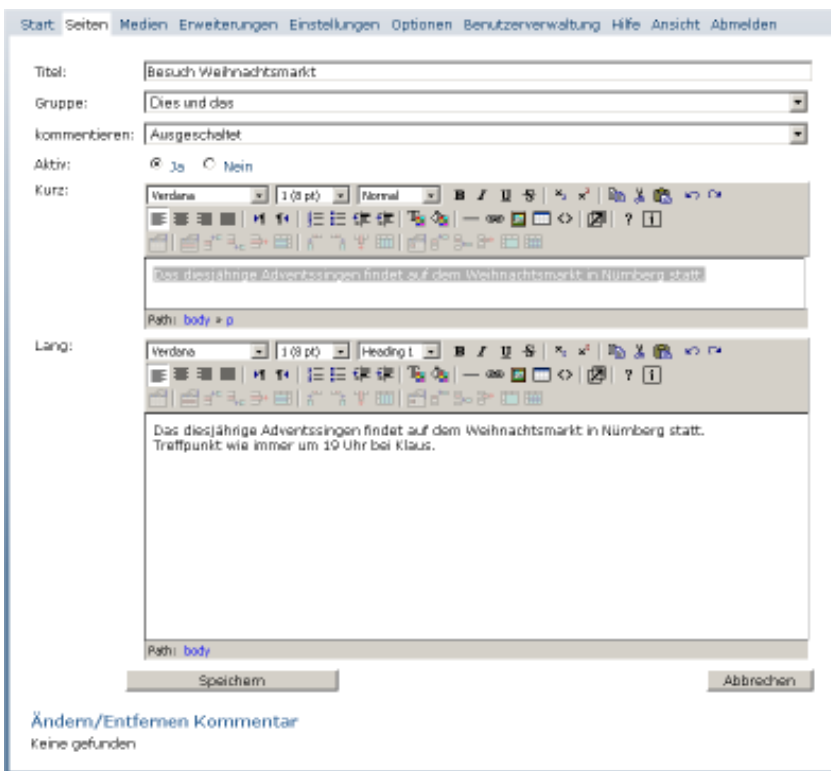 Start Seiten Medien Erweiterungen Einstellungen Optionen Benutzerverwaltung Hilfe Ansicht Abmelden
Titel: Besuch Weihnachtsmarkt
Gruppe: Dies und das
kommentieren: Ausgeschaltet
Aktiv: Ja Nein
Kurz: Verdana 1 (8 pt) Normal B I U S
Das diesjährige Adventssingen findet auf dem Weihnachtsmarkt in Nürnberg statt.
Path: body » p
Lang: Verdana 1 (8 pt) Heading 1 B I U S
Das diesjährige Adventssingen findet auf dem Weihnachtsmarkt in Nürnberg statt.
Treffpunkt wie immer um 19 Uhr bei Klaus.
Path: body
Speichern Abbrechen
Ändern/Entfernen Kommentar
Keine gefunden